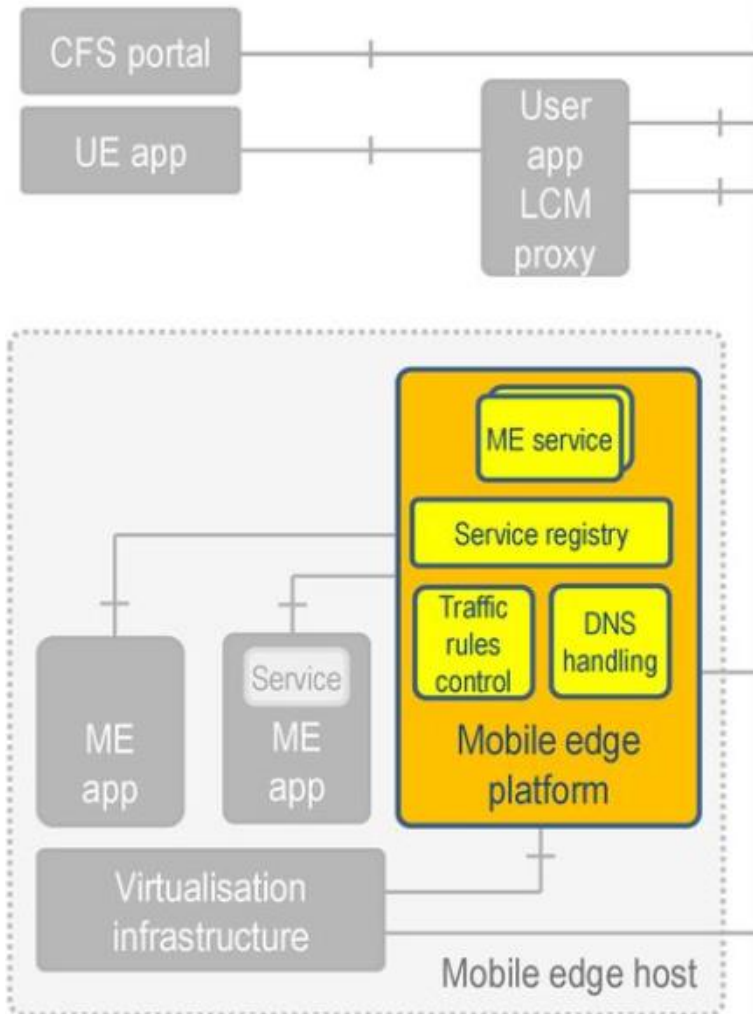 CFS portal
UE app
User
app
LCM
proxy
ME service
Service registry
Traffic
rules
control
DNS
handling
Mobile edge
platform
ME
app
Service
ME
app
Virtualisation
infrastructure
Mobile edge host